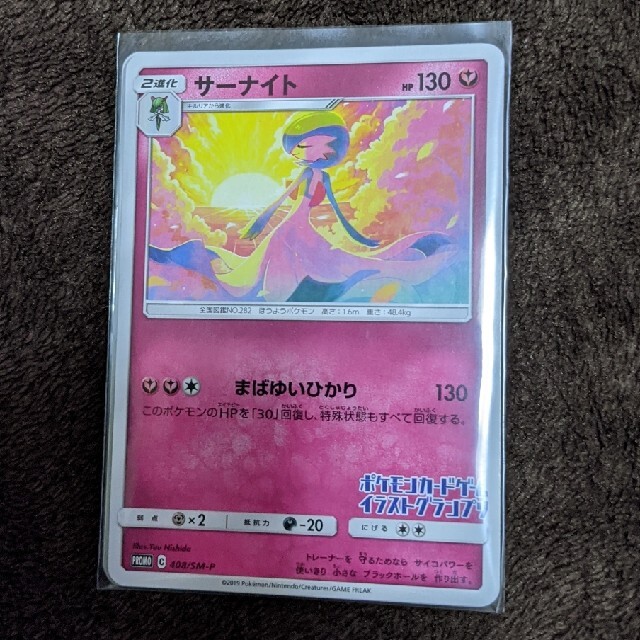 2進化 サーナイト HP 130
キルリアから進化
全国図鑑NO.282 ほうようポケモン 高さ:1.6m 重さ:48.4kg
まばゆいひかり 130
このポケモンのHPを「30」回復し、特殊状態もすべて回復する。
ポケモンカードゲーム
イラストグランプリ
弱点 ×2 抵抗力 -20 にげる
Illus. You Nishida
PROMO C 408/SM-P
トレーナーを守るためなら サイコパワーを
使いきり 小さな ブラックホールを 作り出す。
©2019 Pokémon/Nintendo/Creatures/GAME FREAK.